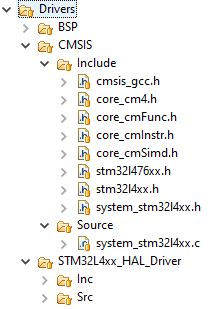 Drivers
BSP
CMSIS
Include
cmsis_gcc.h
core_cm4.h
core_cmFunc.h
core_cmInstr.h
core_cmSimd.h
stm32l476xx.h
stm32l4xx.h
system_stm32l4xx.h
Source
system_stm32l4xx.c
STM32L4xx_HAL_Driver
Inc
Src